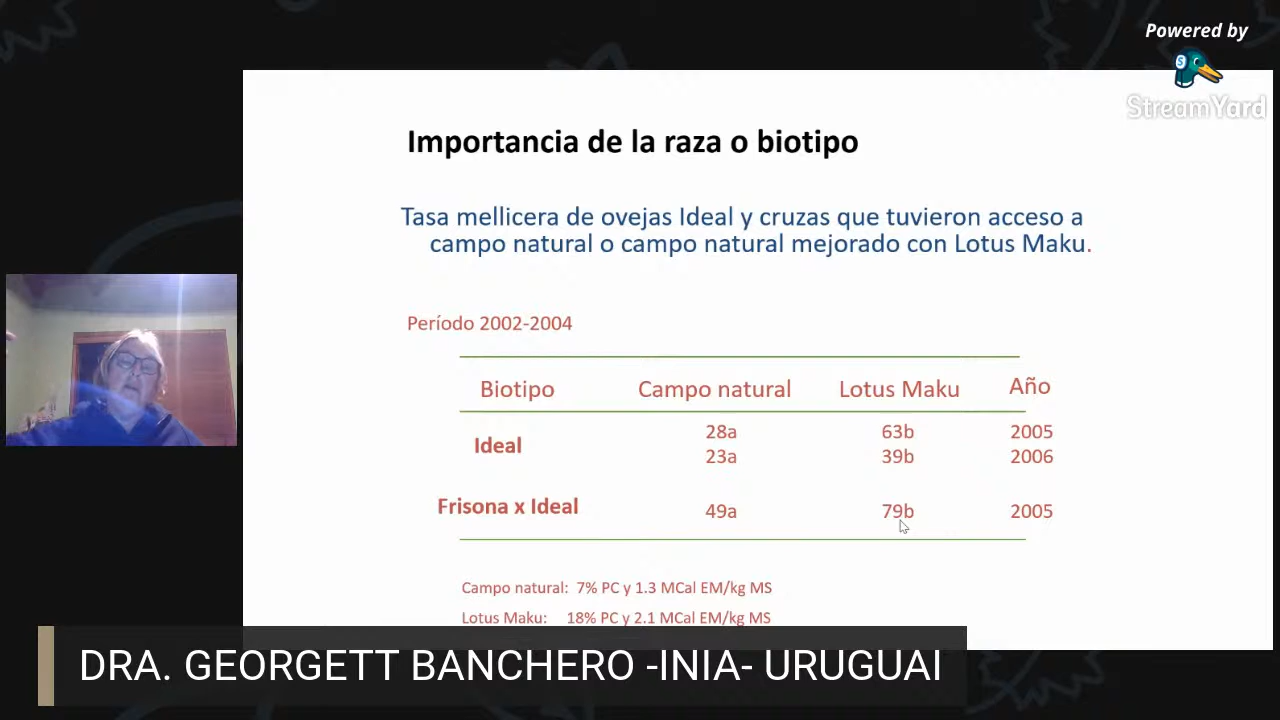 Powered by
StreamYard
Importancia de la raza o biotipo
Tasa mellicera de ovejas Ideal y cruzas que tuvieron acceso a
campo natural o campo natural mejorado con Lotus Maku.
Período 2002-2004
Biotipo Campo natural Lotus Maku Año
Ideal
28a 63b 2005
23a 39b 2006
Frisona x Ideal 49a 79b 2005
Campo natural: 7% PC y 1.3 MCal EM/kg MS
Lotus Maku: 18% PC y 2.1 MCal EM/kg MS
DRA. GEORGETT BANCHERO -INIA- URUGUAI